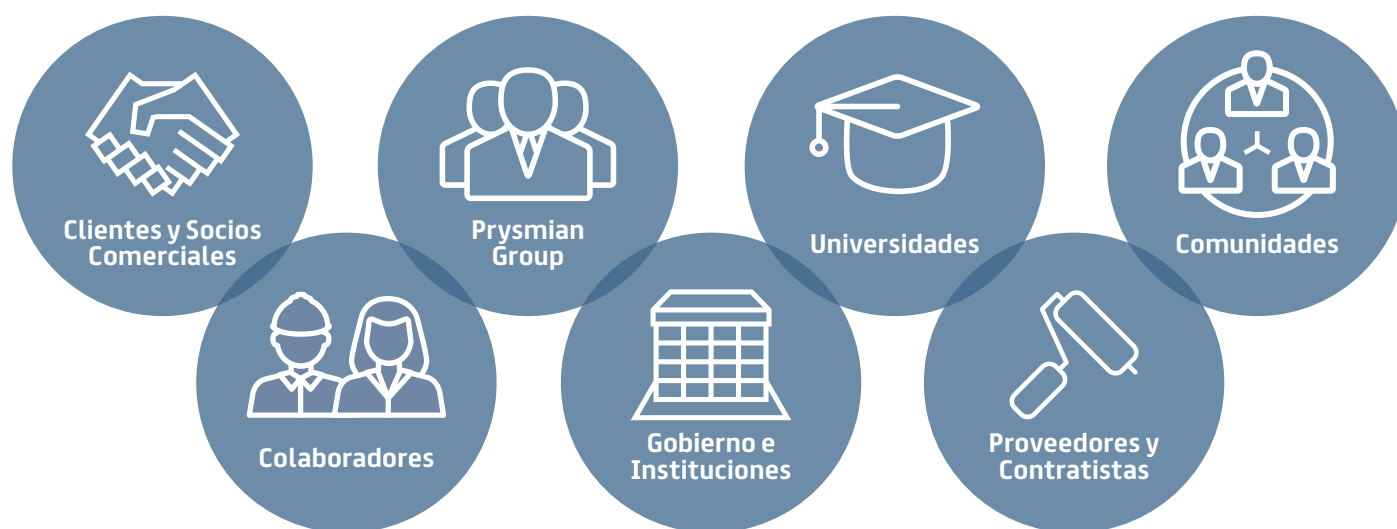 Clientes y Socios
Comerciales
Prysmian
Group
Universidades
Comunidades
Colaboradores
Gobierno e
Instituciones
Proveedores y
Contratistas